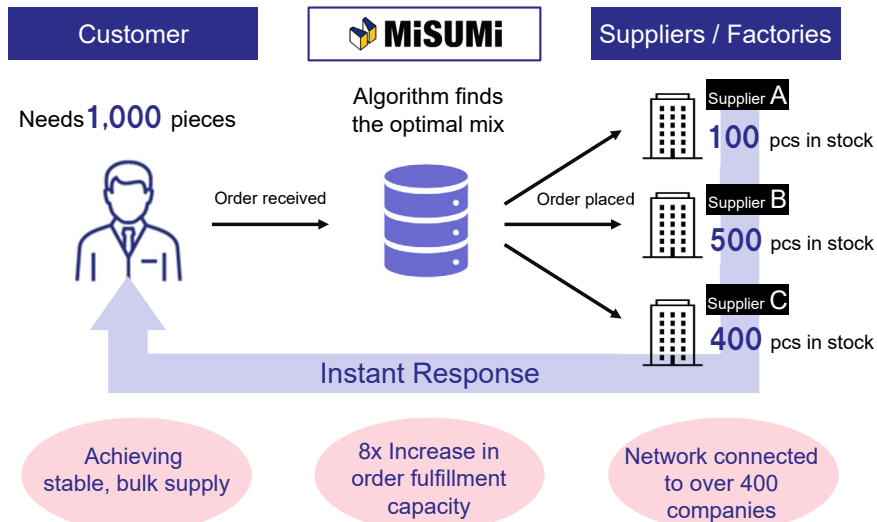 Customer
MiSUMi
Suppliers / Factories
Needs 1,000 pieces
Algorithm finds
the optimal mix
Order received
Order placed
Supplier A
100 pcs in stock
Supplier B
500 pcs in stock
Supplier C
400 pcs in stock
Instant Response
Achieving
stable, bulk supply
8x Increase in
order fulfillment
capacity
Network connected
to over 400
companies